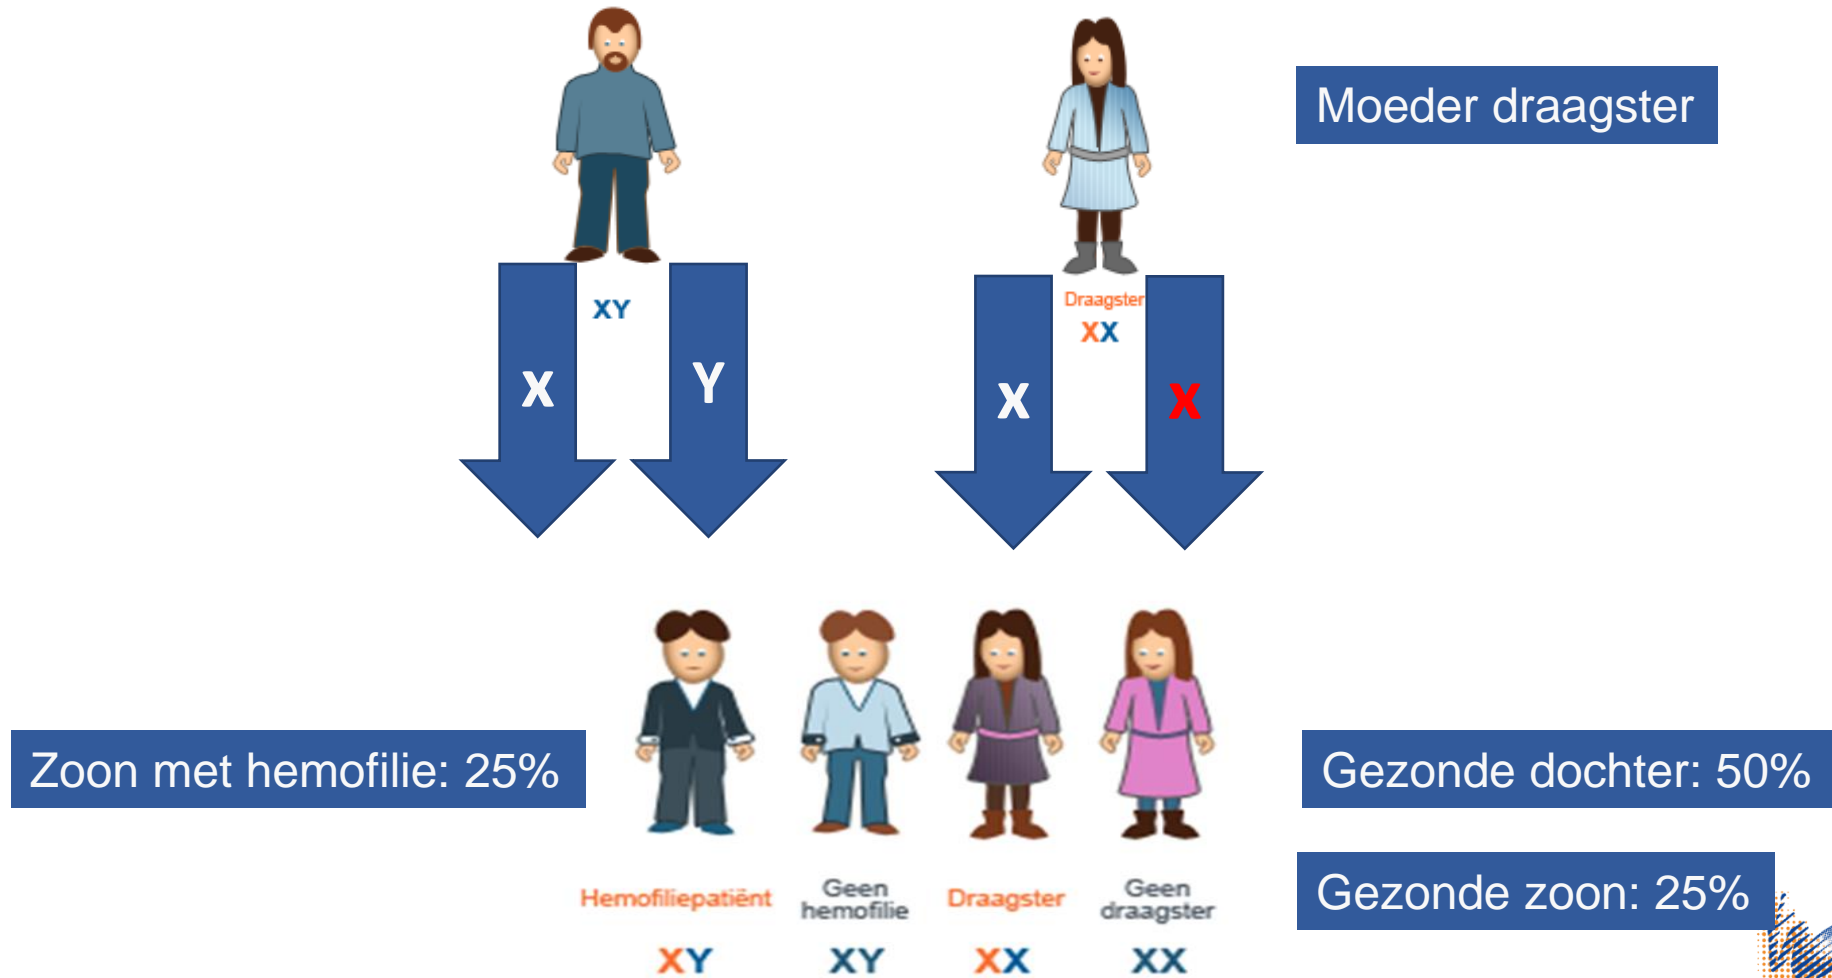 Moeder draagster
XY
Draagster
XX
X
Y
X
X
Zoon met hemofilie: 25%
Gezonde dochter: 50%
Gezonde zoon: 25%
Hemofiliepatiënt
Geen
hemofilie
Draagster
Geen
draagster
XY
XY
XX
XX